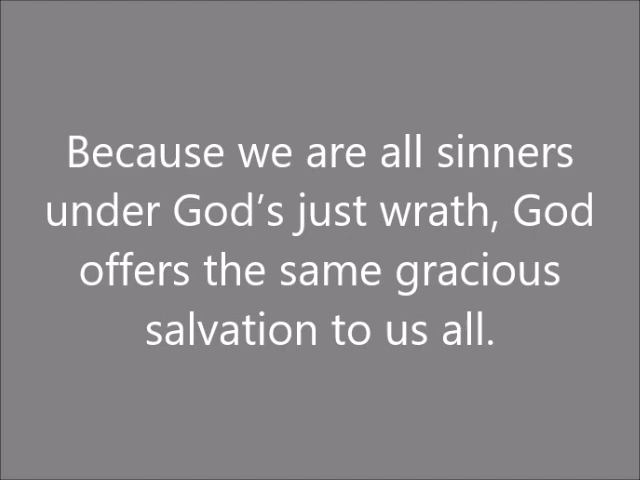 Because we are all sinners
under God's just wrath, God
offers the same gracious
salvation to us all.